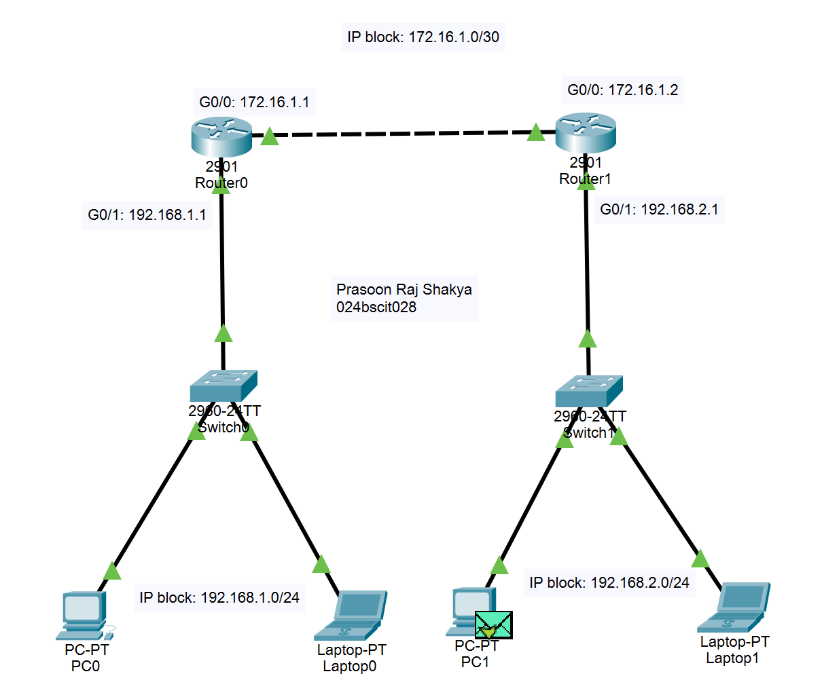 IP block: 172.16.1.0/30
G0/0: 172.16.1.1
G0/0: 172.16.1.2
2901
Router0
2901
Router1
G0/1: 192.168.1.1
G0/1: 192.168.2.1
Prasoon Raj Shakya
024bscit028
2960-24TT
Switch0
2960-24TT
Switch1
IP block: 192.168.1.0/24
IP block: 192.168.2.0/24
PC-PT
PC0
Laptop-PT
Laptop0
PC-PT
PC1
Laptop-PT
Laptop1